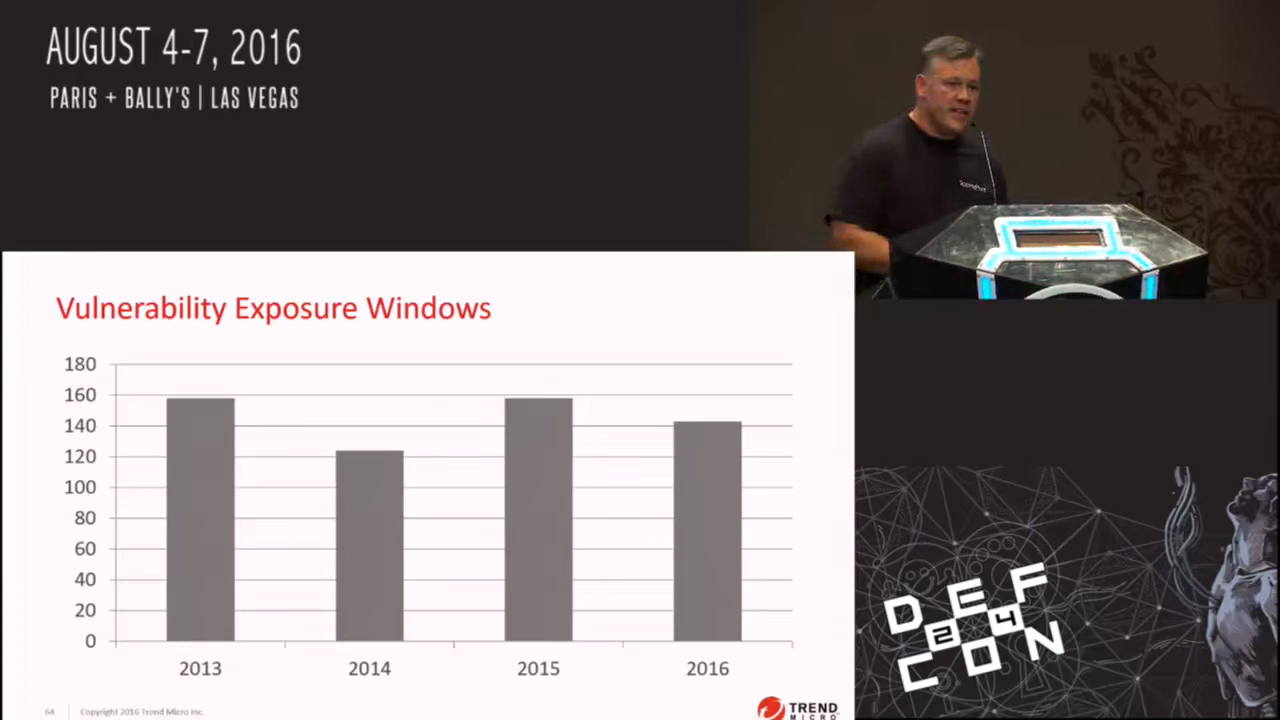 AUGUST 4-7, 2016
PARIS + BALLY'S | LAS VEGAS
Vulnerability Exposure Windows
180
160
140
120
100
80
60
40
20
0
2013
2014
2015
2016
64
Copyright 2016 Trend Micro Inc.
TREND
MICRO
DEF
24
CON